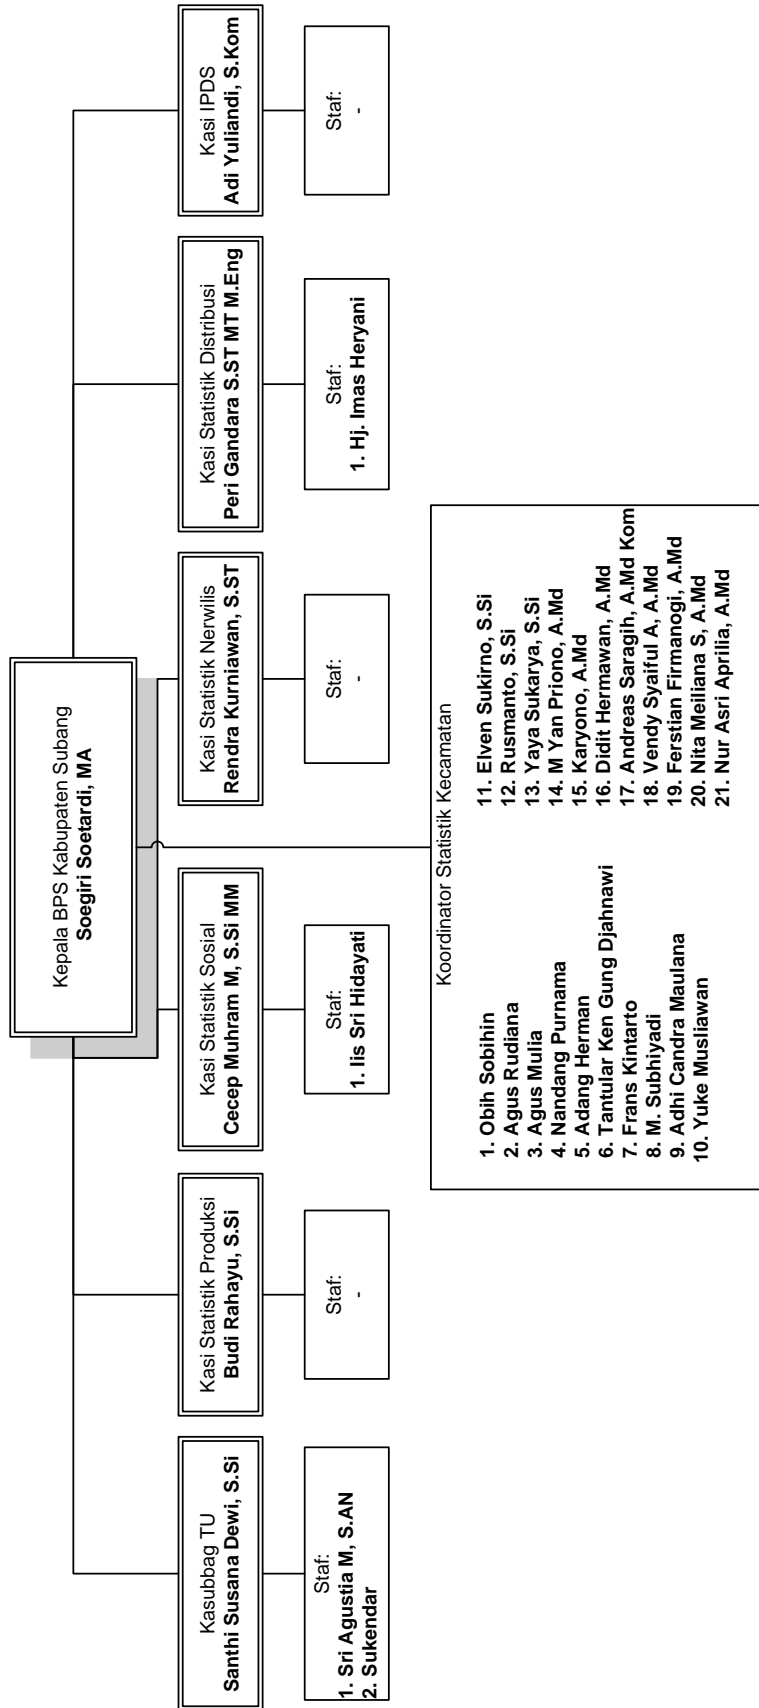 Kepala BPS Kabupaten Subang
Soegiri Soetardi, MA
Kasubbag TU
Santhi Susana Dewi, S.Si
Staf:
1. Sri Agustia M, S.AN
2. Sukendar
Kasi Statistik Produksi
Budi Rahayu, S.Si
Staf:
-
Kasi Statistik Sosial
Cecep Muhram M, S.Si MM
Staf:
1. Iis Sri Hidayati
Kasi Statistik Nerwilis
Rendra Kurniawan, S.ST
Staf:
-
Kasi Statistik Distribusi
Peri Gandara S.ST MT M.Eng
Staf:
1. Hj. Imas Heryani
Kasi IPDS
Adi Yuliandi, S.Kom
Staf:
-
Koordinator Statistik Kecamatan
1. Obih Sobihin
2. Agus Rudiana
3. Agus Mulia
4. Nandang Purnama
5. Adang Herman
6. Tantular Ken Gung Djahnawi
7. Frans Kintarto
8. M. Subhiyadi
9. Adhi Candra Maulana
10. Yuke Musliawan
11. Elven Sukirno, S.Si
12. Rusmanto, S.Si
13. Yaya Sukarya, S.Si
14. M Yan Priono, A.Md
15. Karyono, A.Md
16. Didit Hermawan, A.Md
17. Andreas Saragih, A.Md Kom
18. Vendy Syaiful A, A.Md
19. Ferstian Firmanogi, A.Md
20. Nita Meiliana S, A.Md
21. Nur Asri Aprilia, A.Md